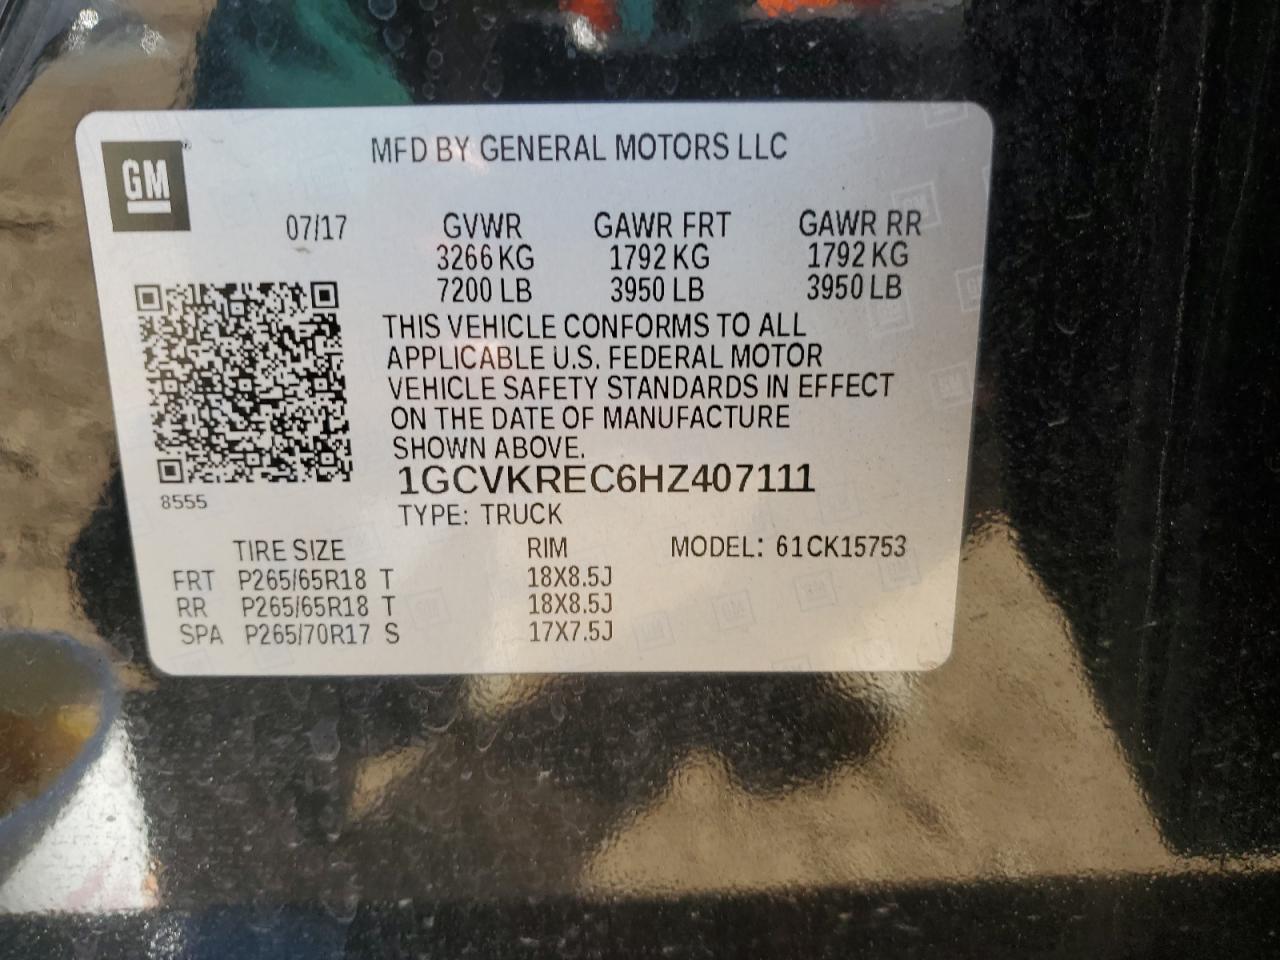 GM
MFD BY GENERAL MOTORS LLC
07/17 GVWR GAWR FRT GAWR RR
3266 KG 1792 KG 1792 KG
7200 LB 3950 LB 3950 LB
THIS VEHICLE CONFORMS TO ALL
APPLICABLE U.S. FEDERAL MOTOR
VEHICLE SAFETY STANDARDS IN EFFECT
ON THE DATE OF MANUFACTURE
SHOWN ABOVE.
1GCVKREC6HZ407111
8555
TYPE: TRUCK
TIRE SIZE RIM MODEL: 61CK15753
FRT P265/65R18 T 18X8.5J
RR P265/65R18 T 18X8.5J
SPA P265/70R17 S 17X7.5J